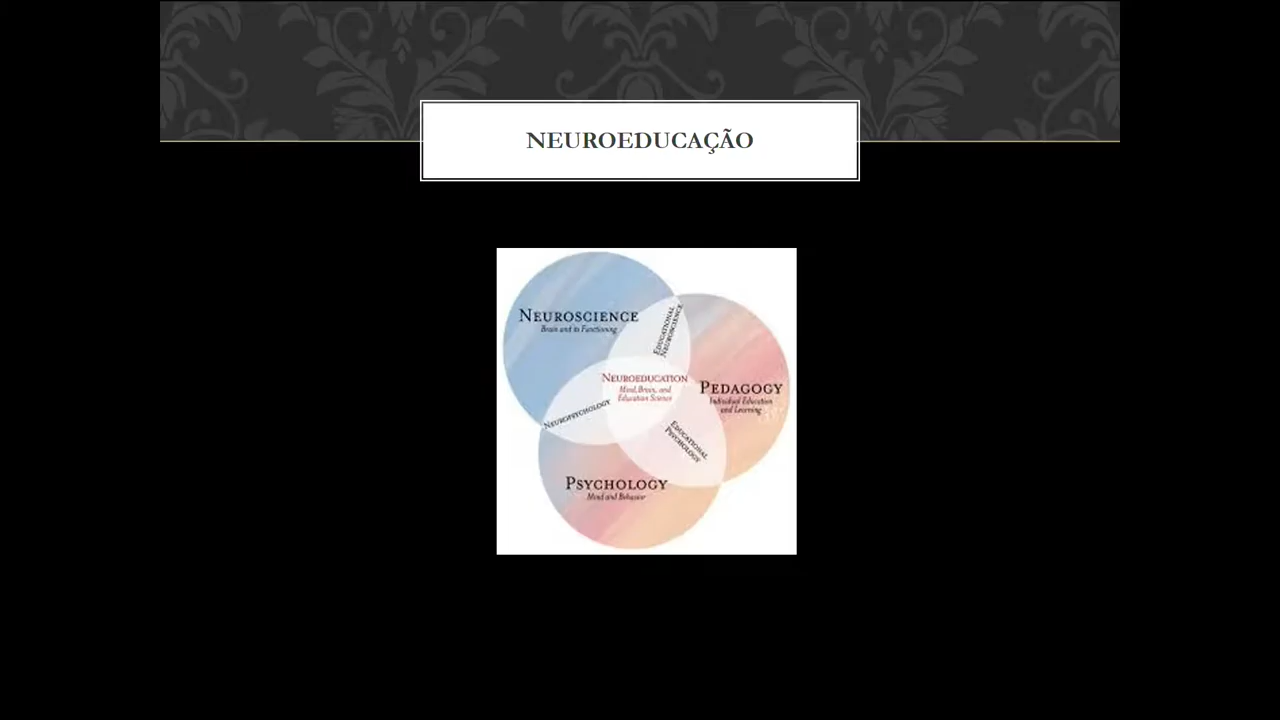 NEUROEDUCAÇÃO
NEUROSCIENCE
Brain and its Functioning
EDUCATIONAL
NEUROSCIENCE
NEUROEDUCATION
Mind, Brain, and
Education Science
PEDAGOGY
Individual Education
and Learning
NEUROPSYCHOLOGY
EDUCATIONAL
PSYCHOLOGY
PSYCHOLOGY
Mind and Behavior